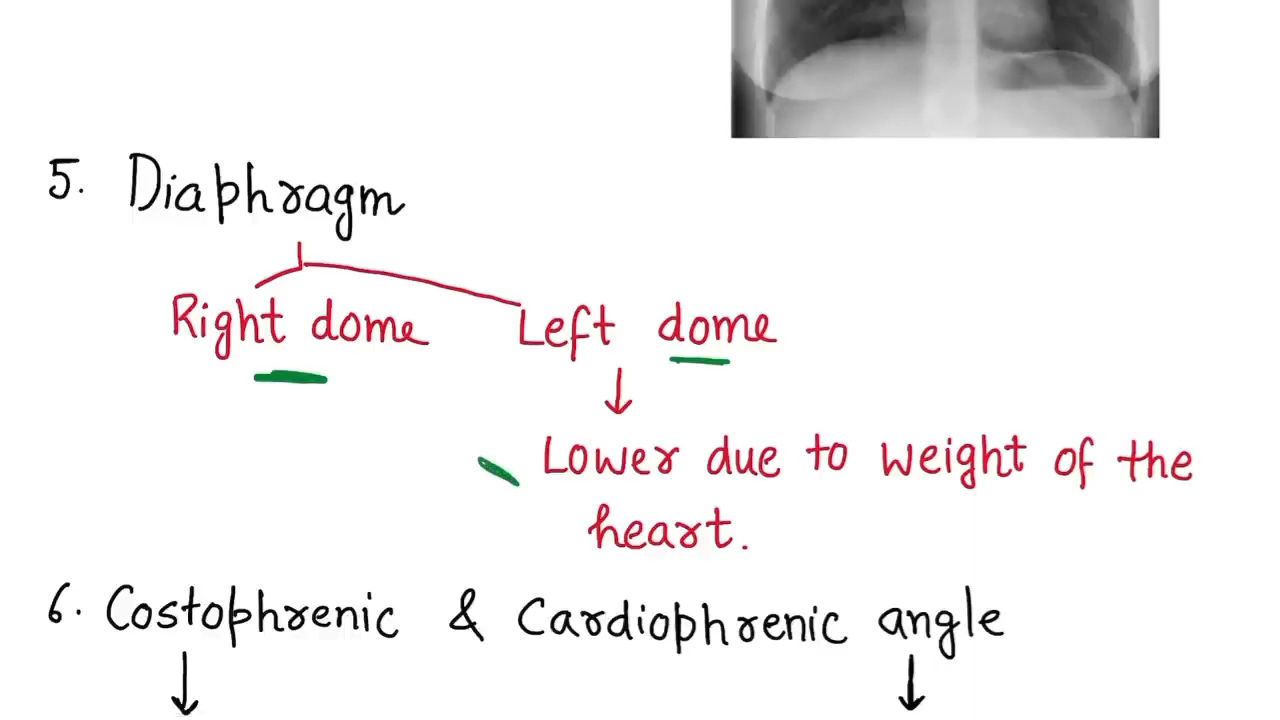 5. Diaphragm
Right dome Left dome
Lower due to weight of the
heart.
6. Costophrenic & Cardiophrenic angle